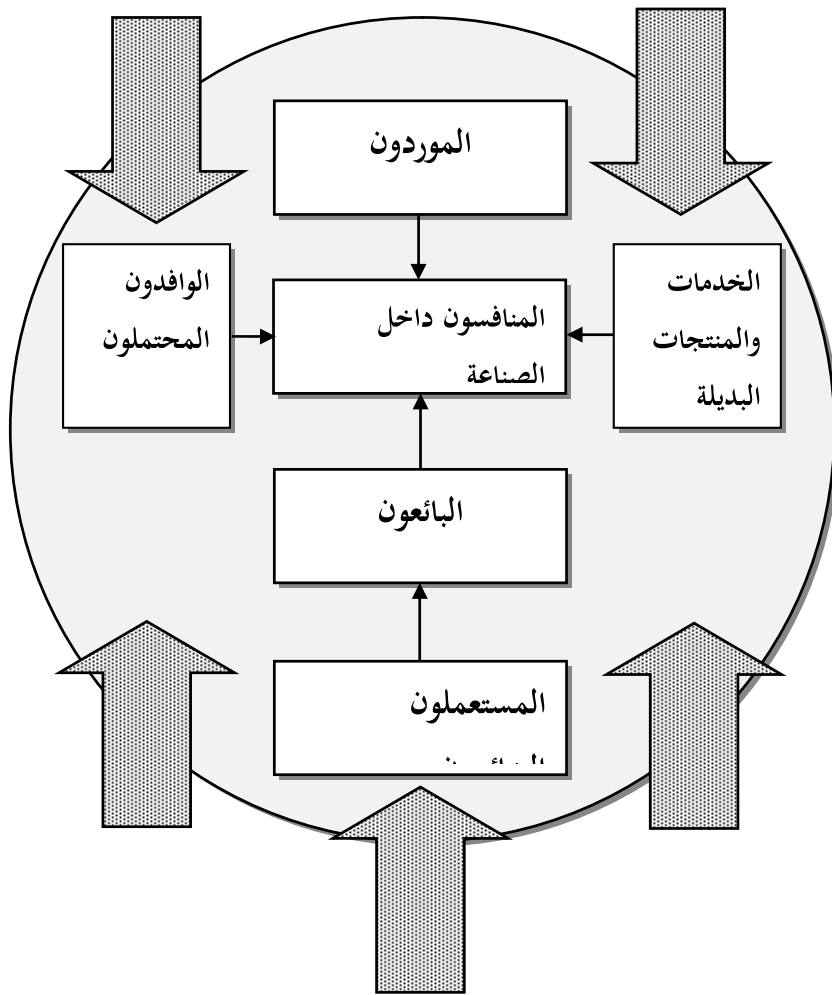 الموردون
الخدمات
والمنتجات
البديلة
المنافسون داخل
الصناعة
الوافدون
المحتملون
البائعون
المستعملون